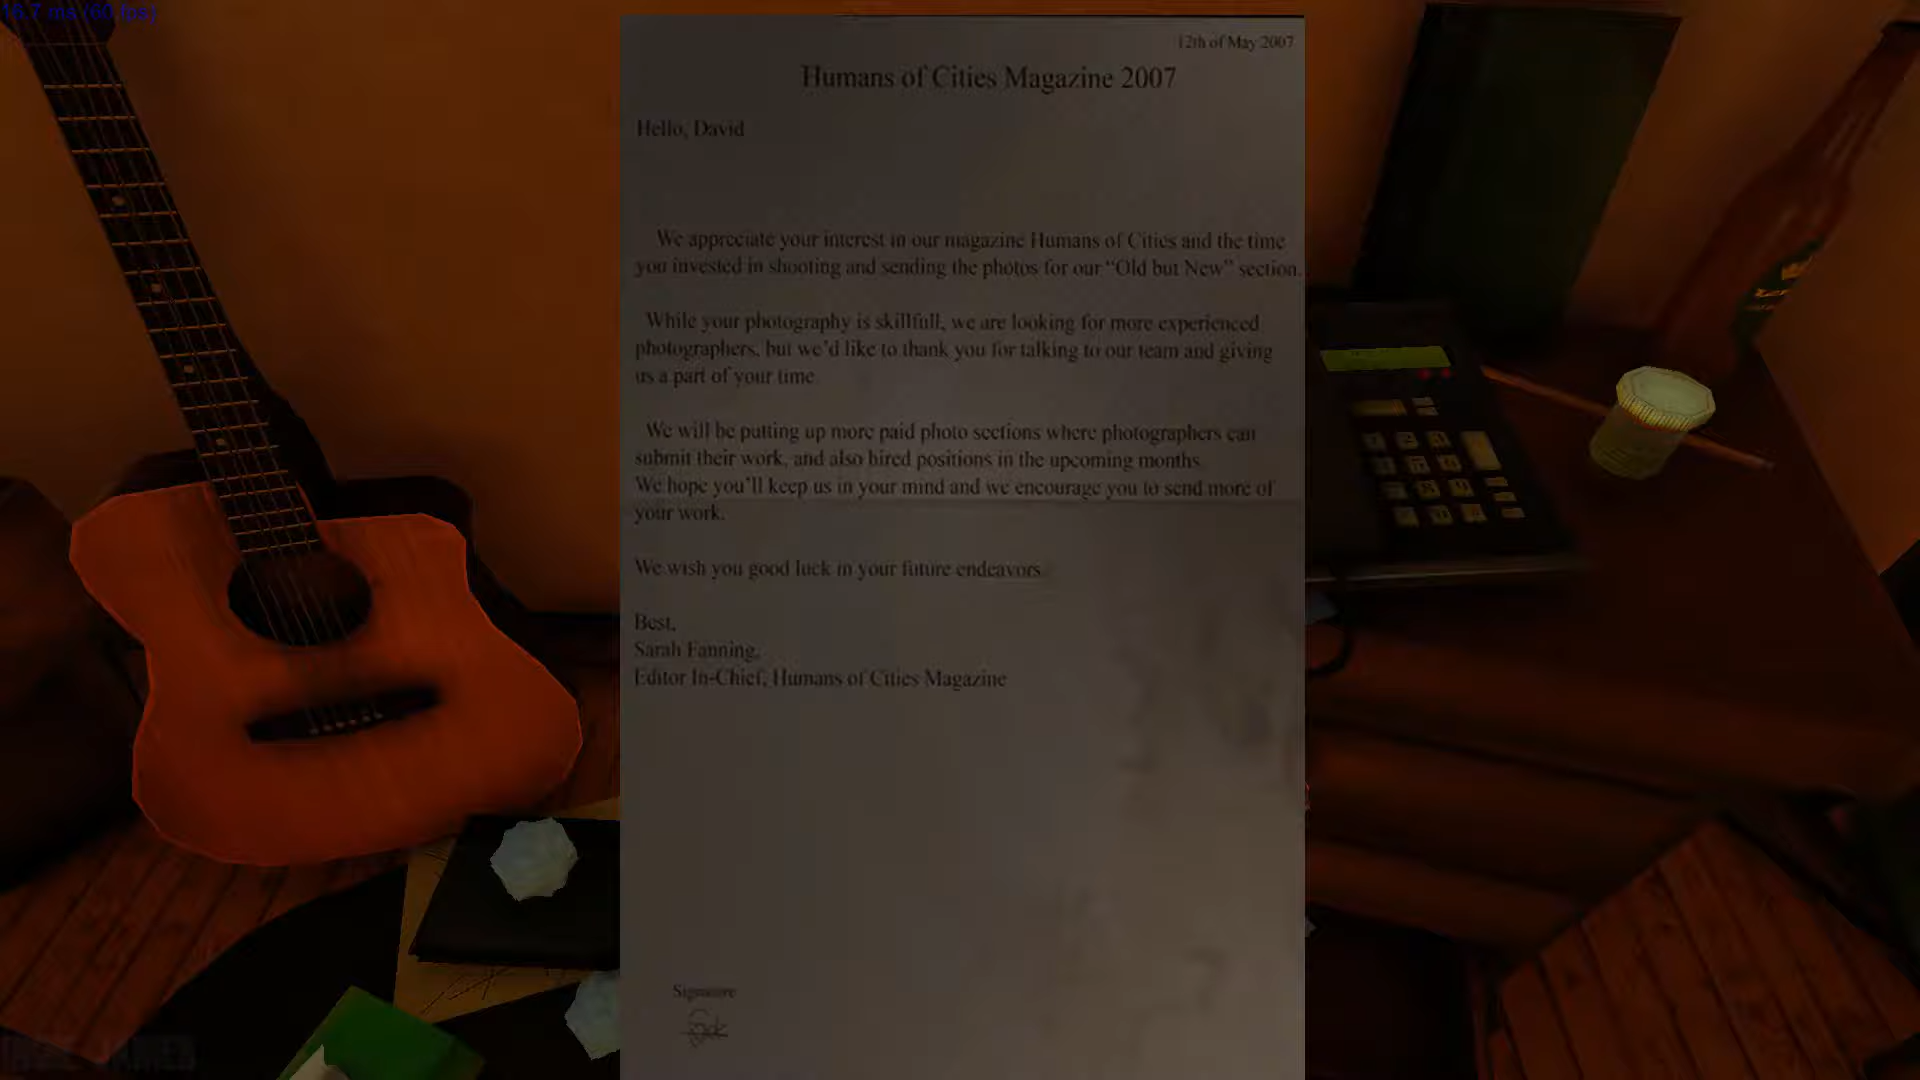 16.7 ms (60 fps)
12th of May 2007
Humans of Cities Magazine 2007
Hello, David
We appreciate your interest in our magazine Humans of Cities and the time
you invested in shooting and sending the photos for our “Old but New” section.
While your photography is skillfull, we are looking for more experienced
photographers, but we’d like to thank you for talking to our team and giving
us a part of your time.
We will be putting up more paid photo sections where photographers can
submit their work, and also hired positions in the upcoming months.
We hope you’ll keep us in your mind and we encourage you to send more of
your work.
We wish you good luck in your future endeavors.
Best,
Sarah Fanning,
Editor In-Chief, Humans of Cities Magazine
Signature